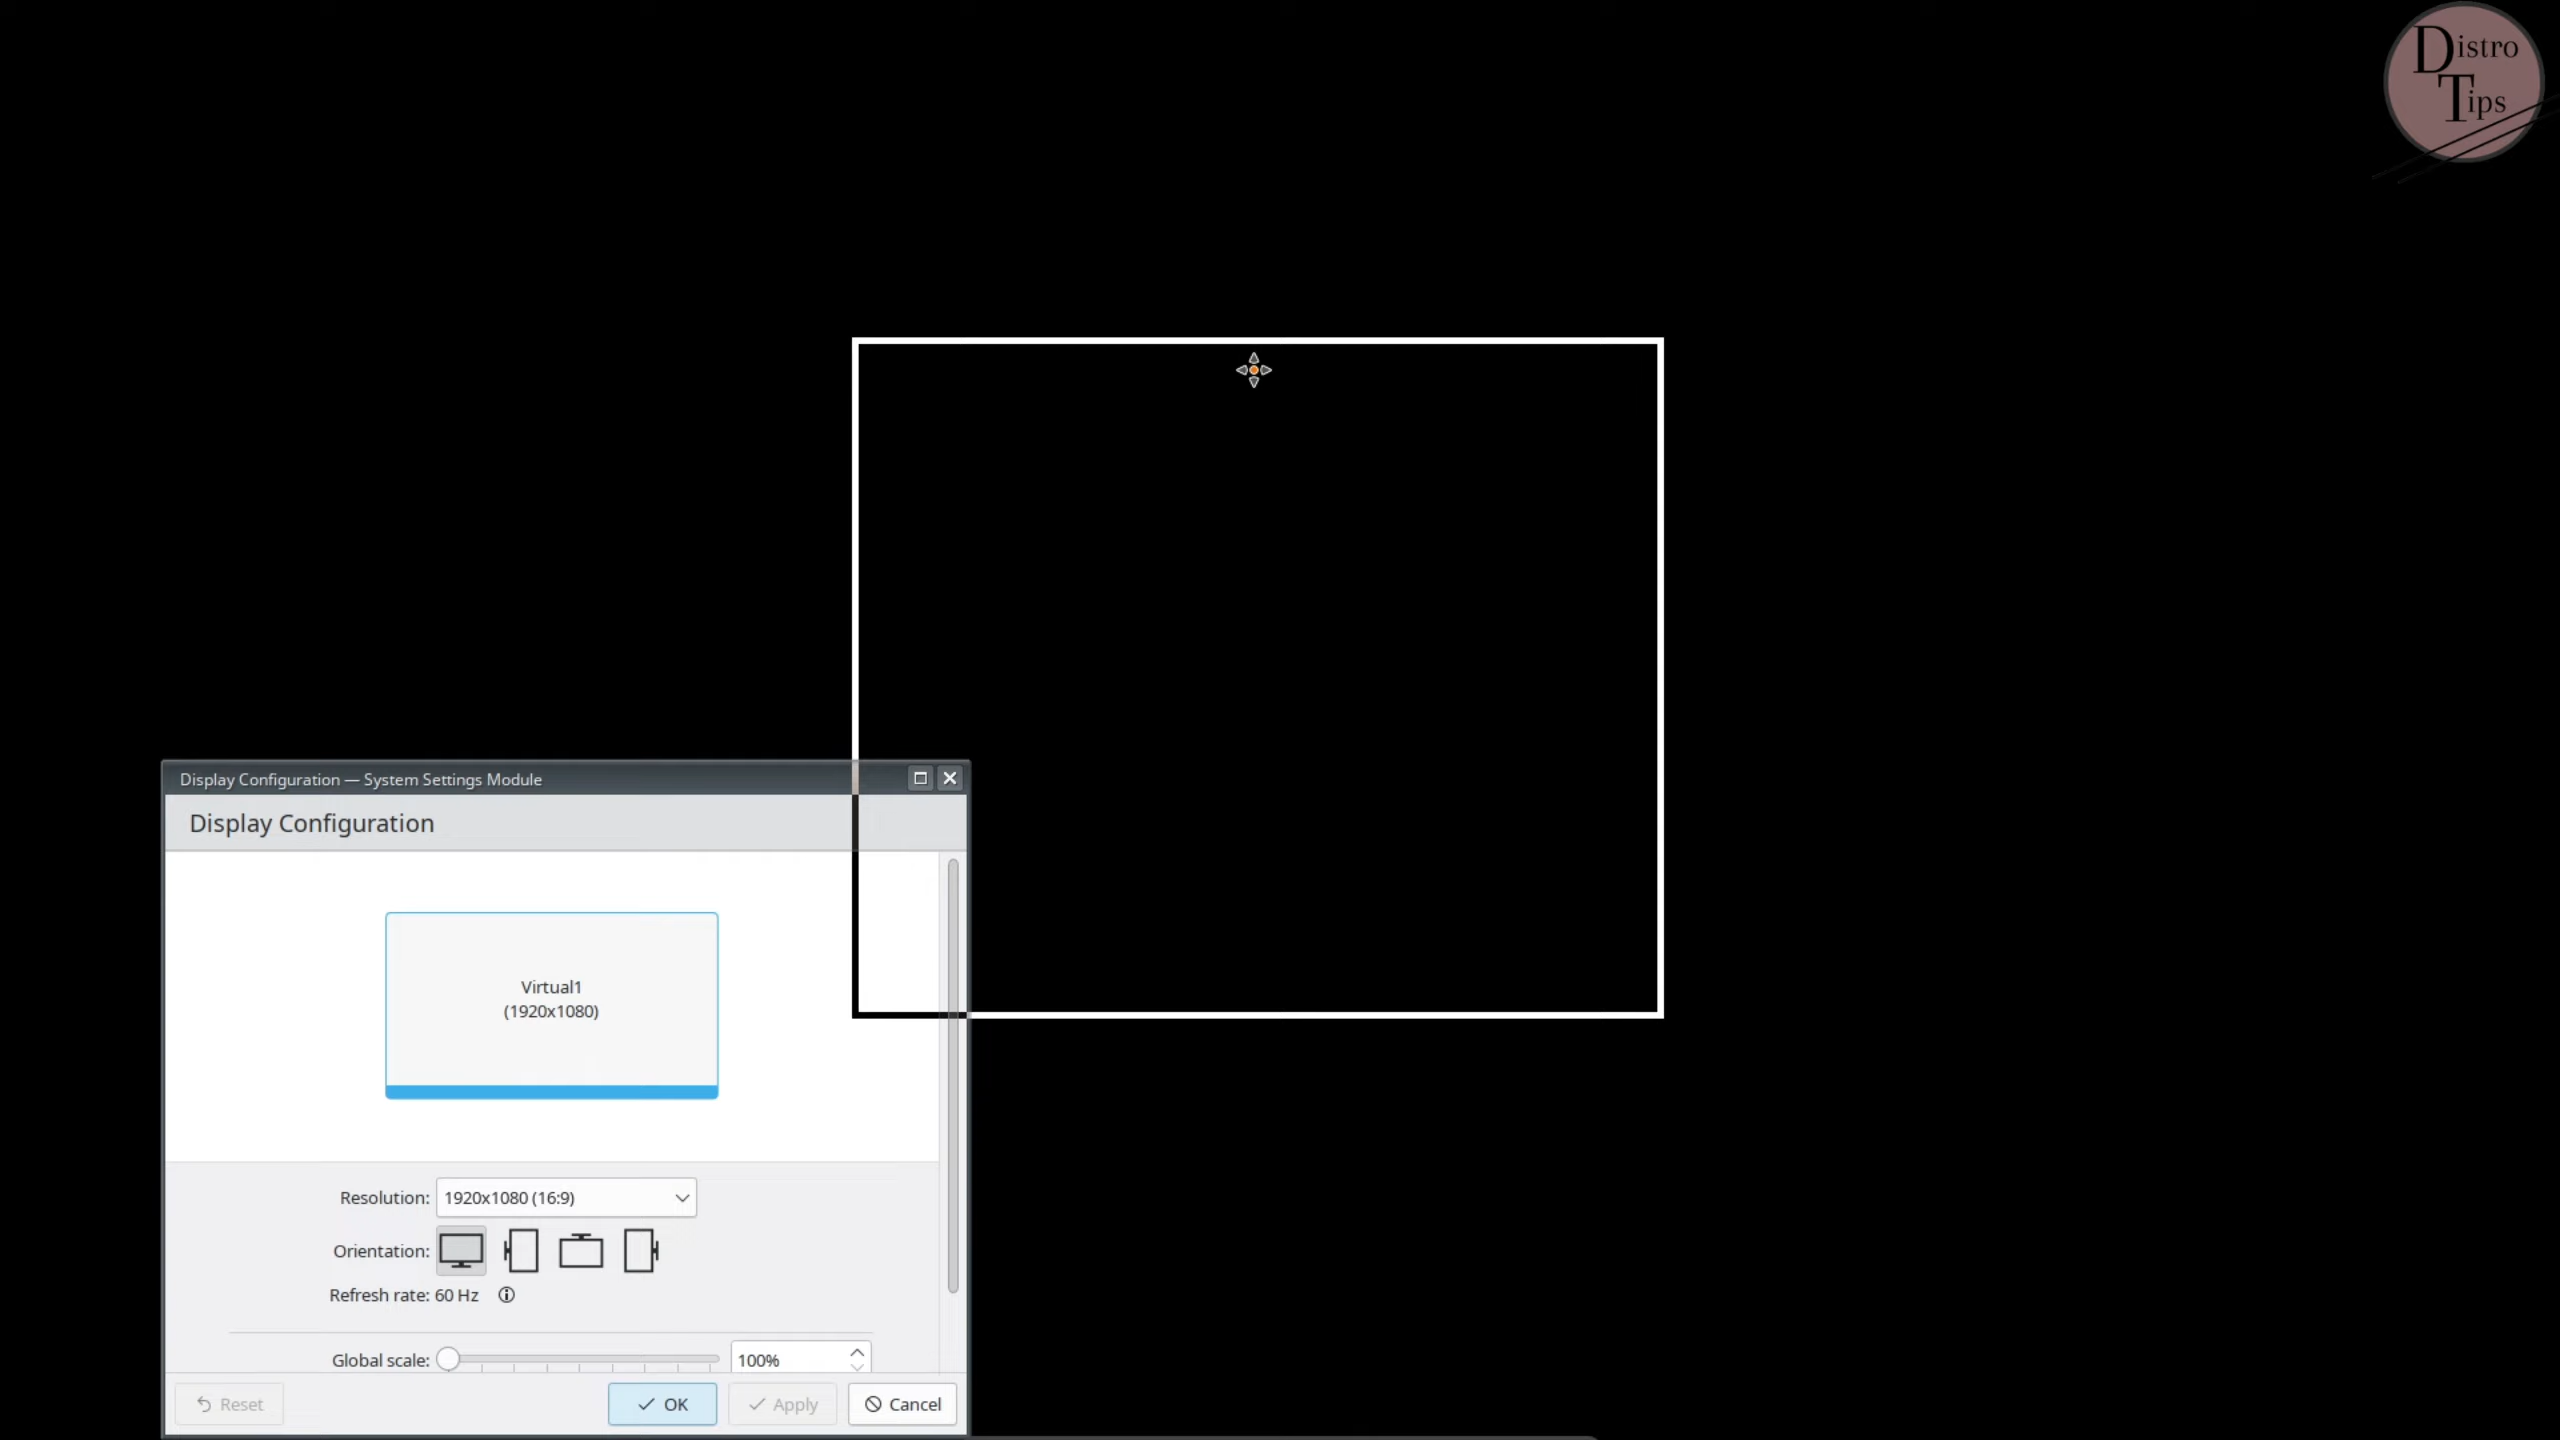 Distro
Tips
Display Configuration — System Settings Module
Display Configuration
Virtual1
(1920x1080)
Resolution: 1920x1080 (16:9)
Orientation:
Refresh rate: 60 Hz
Global scale: 100%
Reset OK Apply Cancel